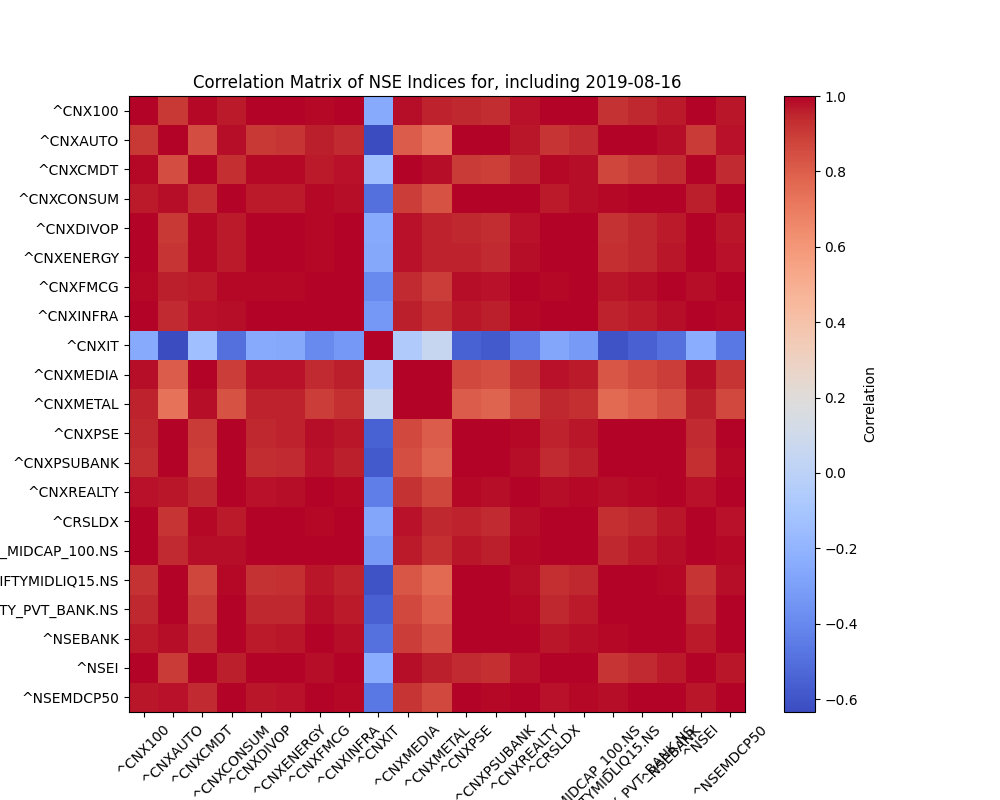 Correlation Matrix of NSE Indices for, including 2019-08-16
^CNX100
^CNXAUTO
^CNXCMDT
^CNXCONSUM
^CNXDIVOP
^CNXENERGY
^CNXFMCG
^CNXINFRA
^CNXIT
^CNXMEDIA
^CNXMETAL
^CNXPSE
^CNXPSUBANK
^CNXREALTY
^CRSLDX
_MIDCAP_100.NS
IFTYMIDLIQ15.NS
TY_PVT_BANK.NS
^NSEBANK
^NSEI
^NSEMDCP50
^CNX100
^CNXAUTO
^CNXCMDT
^CNXCONSUM
^CNXDIVOP
^CNXENERGY
^CNXFMCG
^CNXINFRA
^CNXIT
^CNXMEDIA
^CNXMETAL
^CNXPSE
^CNXPSUBANK
^CNXREALTY
^CRSLDX
MIDCAP_100.NS
TYMIDLIQ15.NS
PVT_BANK.NS
^NSEBANK
^NSEI
^NSEMDCP50
1.0
0.8
0.6
0.4
0.2
0.0
−0.2
−0.4
−0.6
Correlation